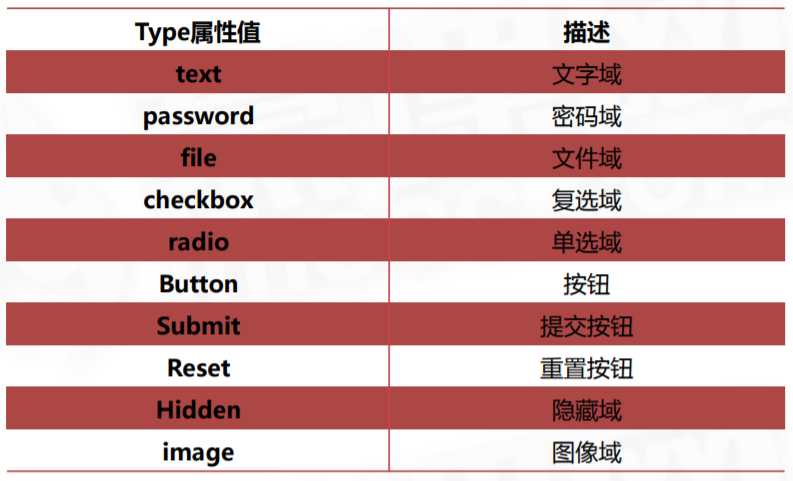 Type属性值 描述
text 文字域
password 密码域
file 文件域
checkbox 复选域
radio 单选域
Button 按钮
Submit 提交按钮
Reset 重置按钮
Hidden 隐藏域
image 图像域